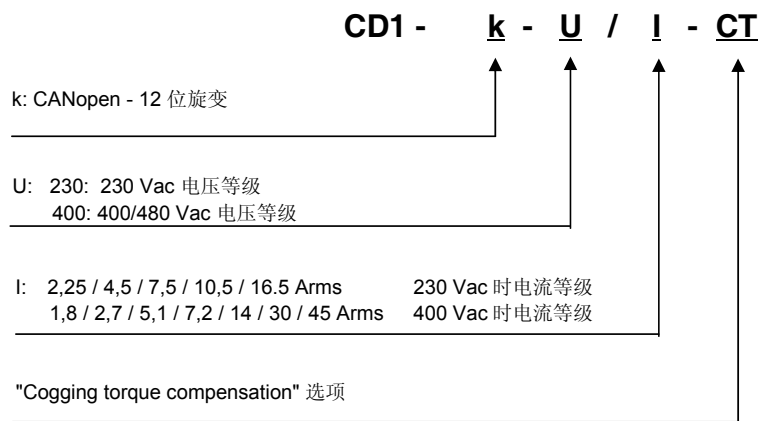 CD1 - k - U / I - CT
k: CANopen - 12 位旋变
U: 230: 230 Vac 电压等级
400: 400/480 Vac 电压等级
I: 2,25 / 4,5 / 7,5 / 10,5 / 16.5 Arms 230 Vac 时电流等级
1,8 / 2,7 / 5,1 / 7,2 / 14 / 30 / 45 Arms 400 Vac 时电流等级
"Cogging torque compensation" 选项